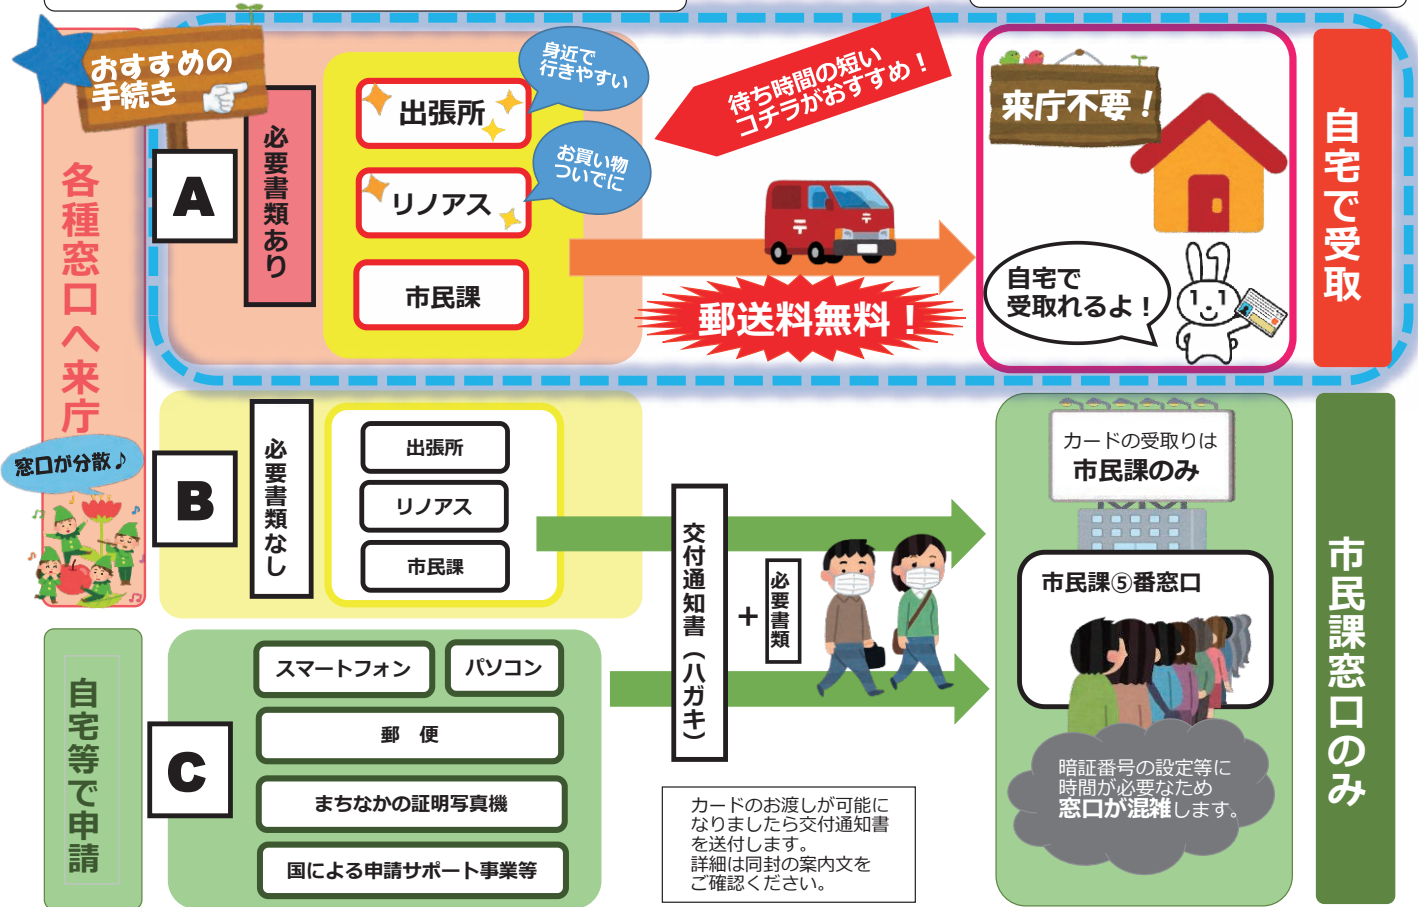 おすすめの
手続き
各種窓口へ来庁
窓口が分散♪
A
必要書類あり
出張所
身近で
行きやすい
リノアス
お買い物
ついでに
市民課
待ち時間の短い
コチラがおすすめ！
〒
〒
郵送料無料！
来庁不要！
自宅で
受取れるよ！
自宅で受取
B
必要書類なし
出張所
リノアス
市民課
自宅等で申請
C
スマートフォン
パソコン
郵　便
まちなかの証明写真機
国による申請サポート事業等
交付通知書（ハガキ）
＋
必要書類
カードのお渡しが可能に
なりましたら交付通知書
を送付します。
詳細は同封の案内文を
ご確認ください。
カードの受取りは
市民課のみ
市民課⑤番窓口
暗証番号の設定等に
時間が必要なため
窓口が混雑します。
市民課窓口のみ